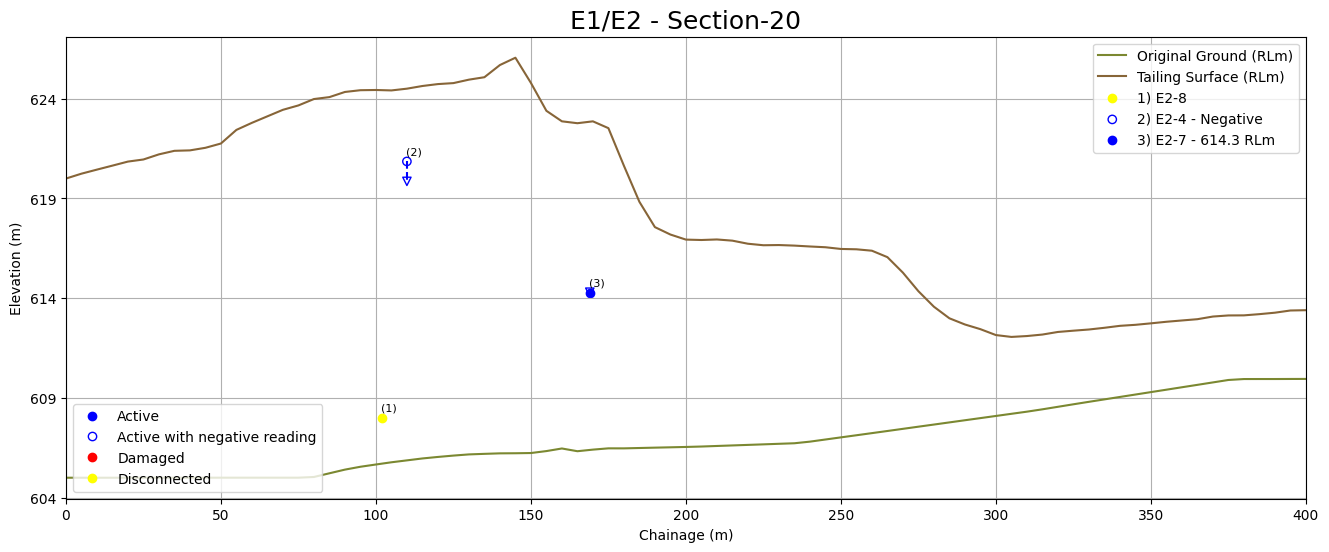 E1/E2 - Section-20
Original Ground (RLm)
Tailing Surface (RLm)
1) E2-8
2) E2-4 - Negative
3) E2-7 - 614.3 RLm
624
619
614
609
604
Elevation (m)
(2)
(3)
(1)
Active
Active with negative reading
Damaged
Disconnected
0 50 100 150 200 250 300 350 400
Chainage (m)